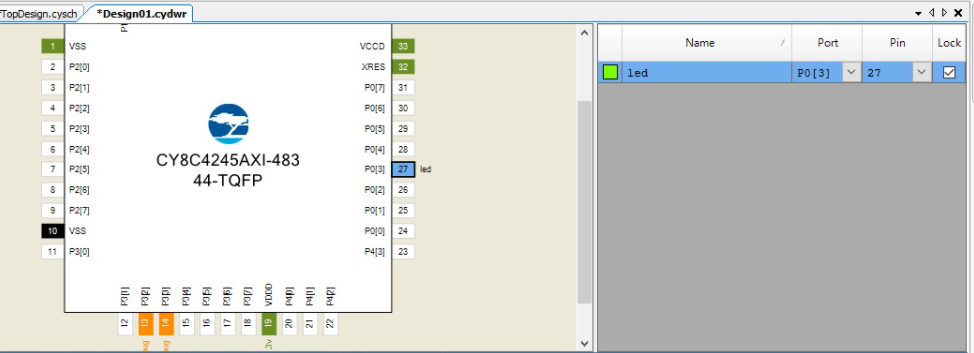 TopDesign.cysch
*Design01.cydwr
1 VSS
2 P2[0]
3 P2[1]
4 P2[2]
5 P2[3]
6 P2[4]
7 P2[5]
8 P2[6]
9 P2[7]
10 VSS
11 P3[0]
CY8C4245AXI-483
44-TQFP
VCCD 33
XRES 32
P0[7] 31
P0[6] 30
P0[5] 29
P0[4] 28
P0[3] 27 led
P0[2] 26
P0[1] 25
P0[0] 24
P4[3] 23
P3[1] P3[2] P3[3] P3[4] P3[5] P3[6] P3[7] VDDD P4[0] P4[1] P4[2]
12 13 14 15 16 17 18 19 20 21 22
Name / Port Pin Lock
led P0[3] 27